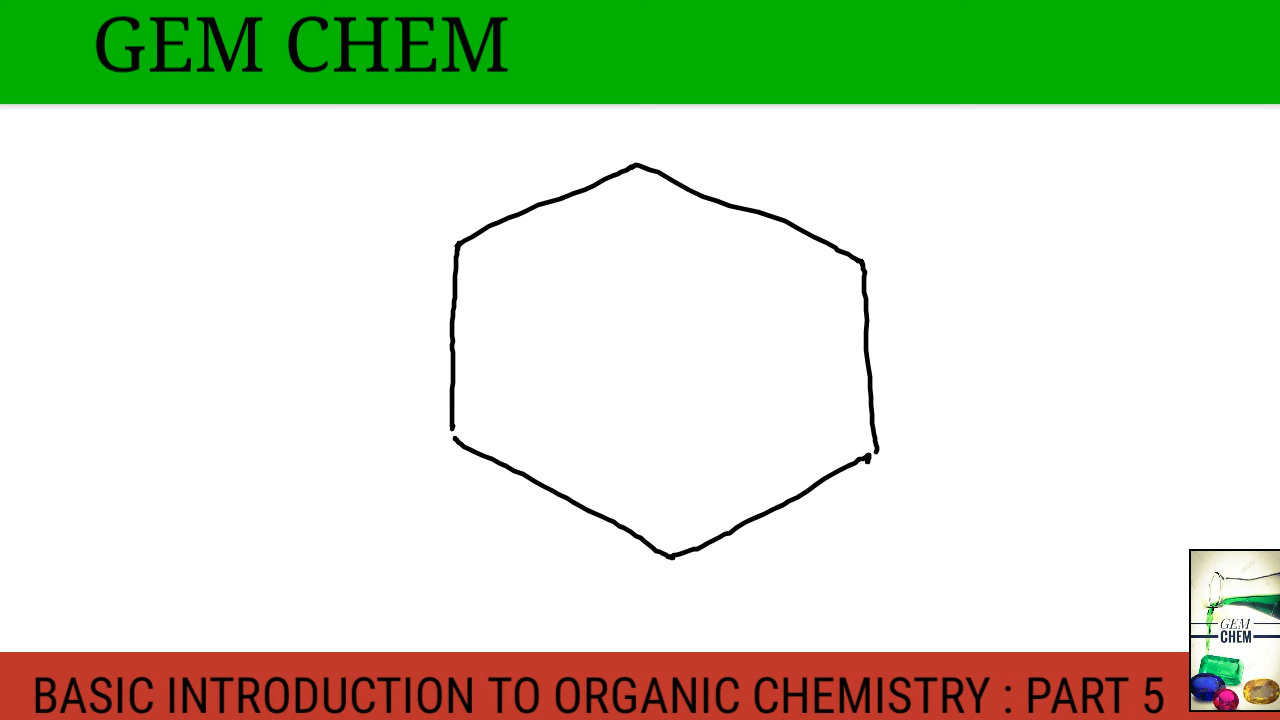 GEM CHEM
GEM
CHEM
BASIC INTRODUCTION TO ORGANIC CHEMISTRY : PART 5